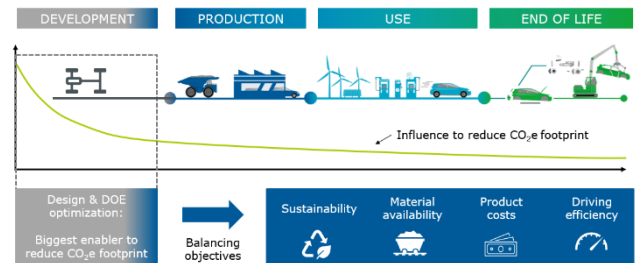 DEVELOPMENT
PRODUCTION
USE
END OF LIFE
Influence to reduce CO₂e footprint
Design & DOE
optimization:
Biggest enabler to
reduce CO₂e footprint
Balancing
objectives
Sustainability
Material
availability
Product
costs
Driving
efficiency